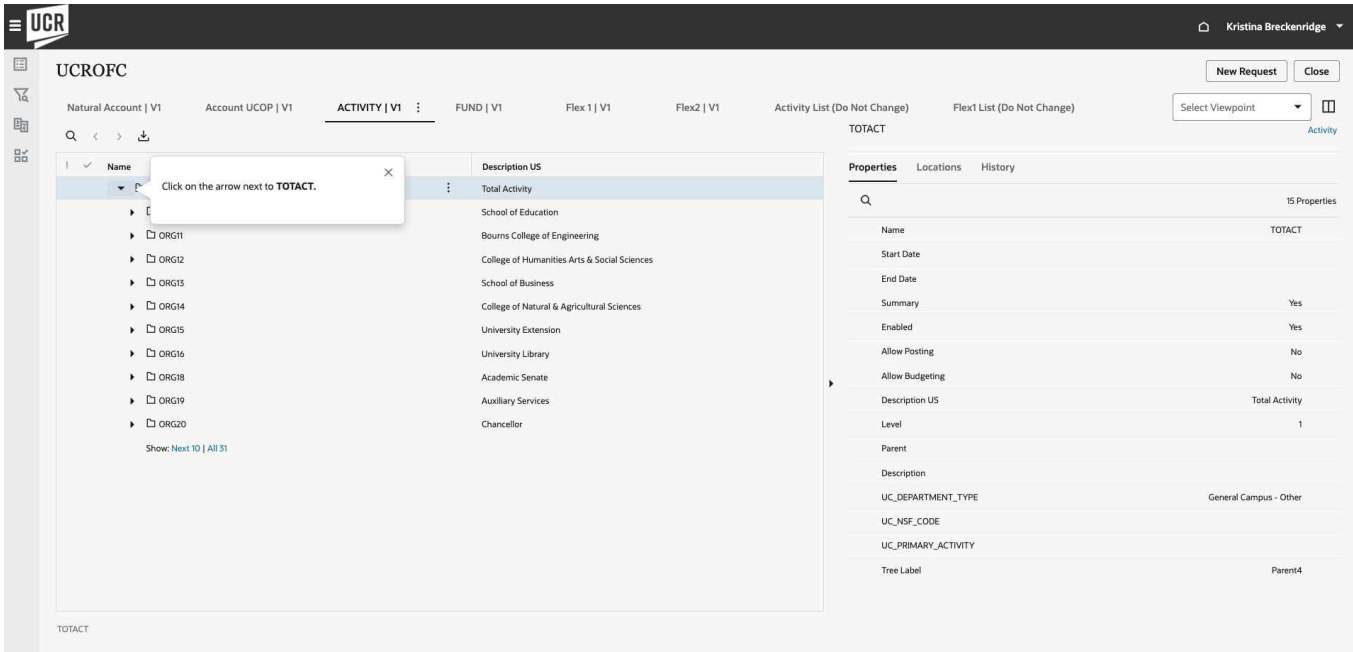 UCR
Kristina Breckenridge
UCROFC
New Request Close
Natural Account | V1 Account UCOP | V1 ACTIVITY | V1 FUND | V1 Flex 1 | V1 Flex2 | V1 Activity List (Do Not Change) Flex1 List (Do Not Change) Select Viewpoint
TOTACT
Activity
! Name Description US
Click on the arrow next to TOTACT.
Total Activity
School of Education
ORG11 Bourns College of Engineering
ORG12 College of Humanities Arts & Social Sciences
ORG13 School of Business
ORG14 College of Natural & Agricultural Sciences
ORG15 University Extension
ORG16 University Library
ORG18 Academic Senate
ORG19 Auxiliary Services
ORG20 Chancellor
Show: Next 10 | All 31
Properties Locations History
15 Properties
Name TOTACT
Start Date
End Date
Summary Yes
Enabled Yes
Allow Posting No
Allow Budgeting No
Description US Total Activity
Level 1
Parent
Description
UC_DEPARTMENT_TYPE General Campus - Other
UC_NSF_CODE
UC_PRIMARY_ACTIVITY
Tree Label Parent4
TOTACT